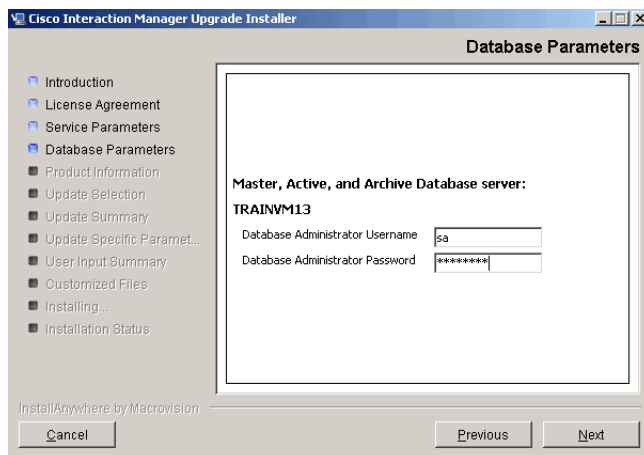 Cisco Interaction Manager Upgrade Installer
Database Parameters
Introduction
License Agreement
Service Parameters
Database Parameters
Product Information
Update Selection
Update Summary
Update Specific Paramet...
User Input Summary
Customized Files
Installing...
Installation Status
Master, Active, and Archive Database server:
TRAINVM13
Database Administrator Username sa
Database Administrator Password ********
InstallAnywhere by Macrovision
Cancel Previous Next